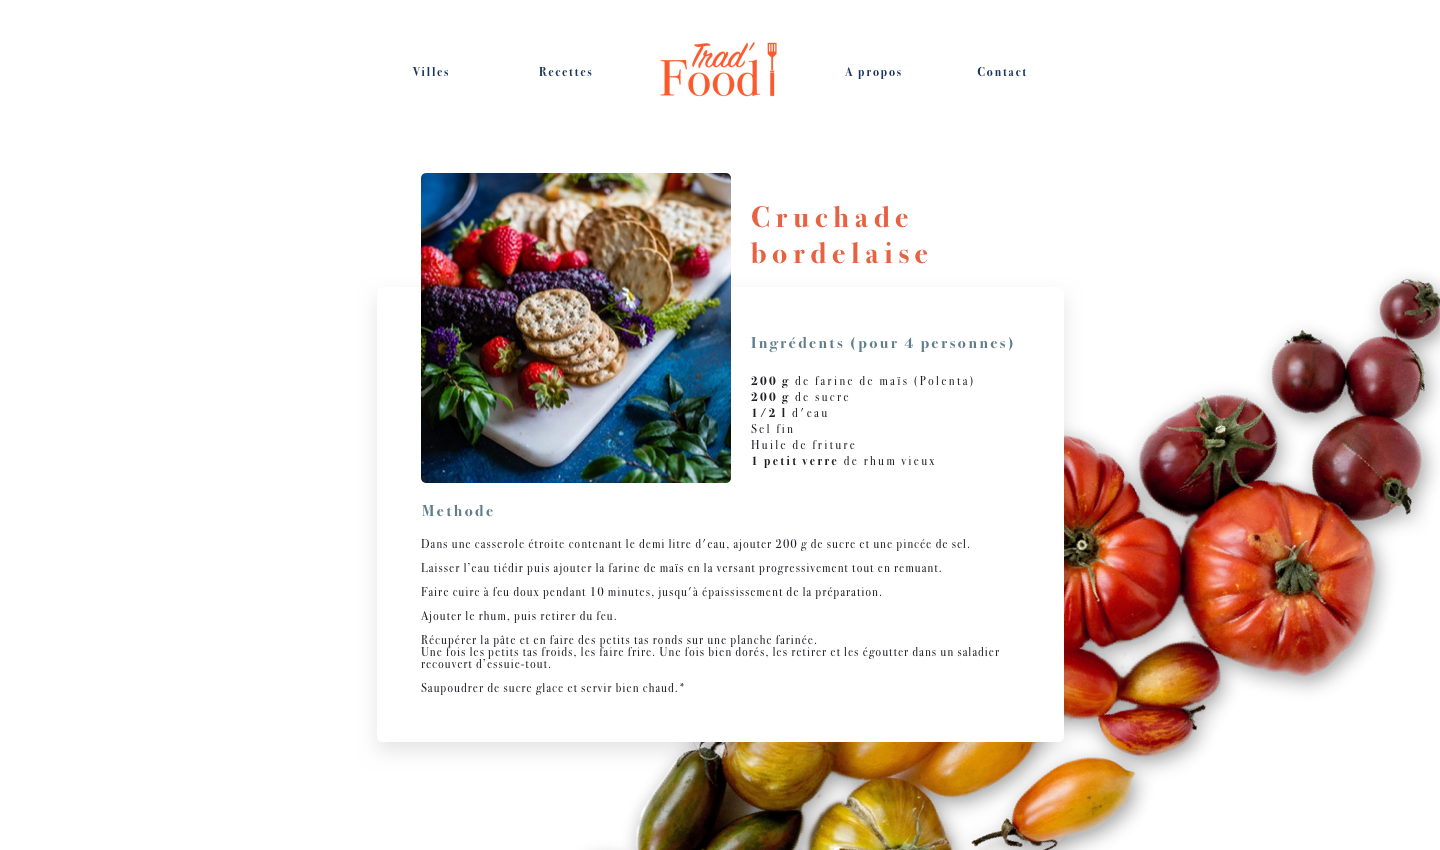 Villes
Recettes
Trad'
Food
A propos
Contact
Cruchade
bordelaise
Ingrédents (pour 4 personnes)
200 g de farine de maïs (Polenta)
200 g de sucre
1/2 l d'eau
Sel fin
Huile de friture
1 petit verre de rhum vieux
Methode
Dans une casserole étroite contenant le demi litre d'eau, ajouter 200 g de sucre et une pincée de sel.
Laisser l'eau tiédir puis ajouter la farine de maïs en la versant progressivement tout en remuant.
Faire cuire à feu doux pendant 10 minutes, jusqu'à épaississement de la préparation.
Ajouter le rhum, puis retirer du feu.
Récupérer la pâte et en faire des petits tas ronds sur une planche farinée.
Une fois les petits tas froids, les faire frire. Une fois bien dorés, les retirer et les égoutter dans un saladier
recouvert d'essuie-tout.
Saupoudrer de sucre glace et servir bien chaud.*